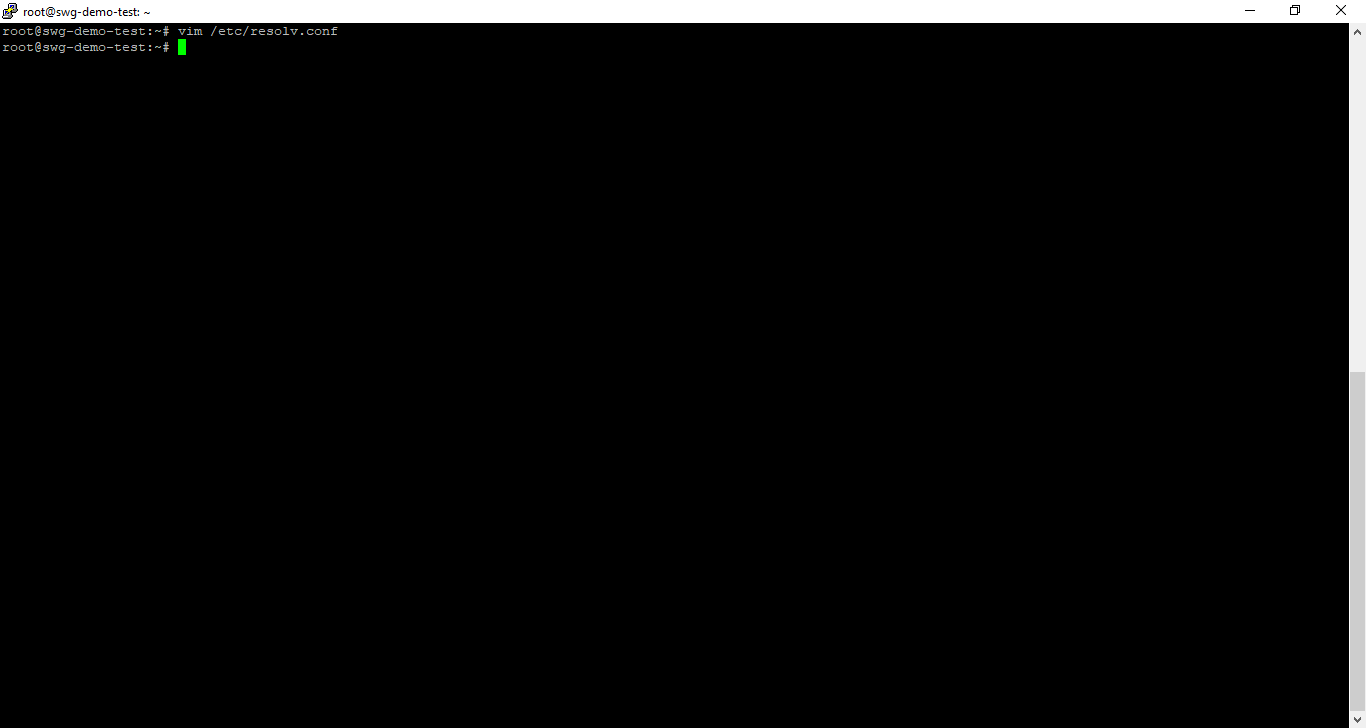 root@swg-demo-test: ~
root@swg-demo-test:~# vim /etc/resolv.conf
root@swg-demo-test:~#